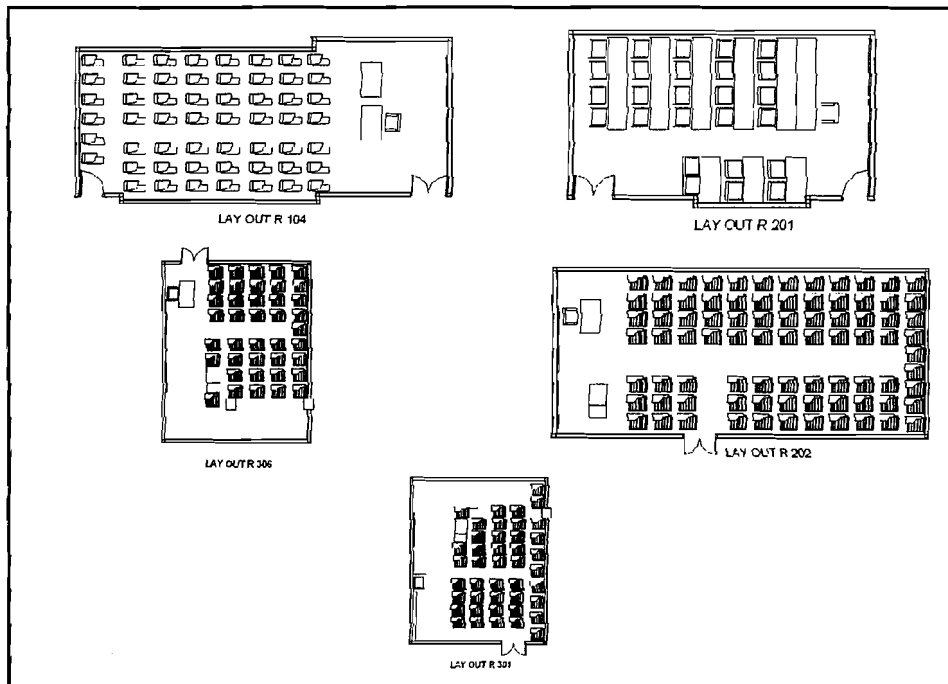 LAY OUT R 104
LAY OUT R 201
LAY OUT R 306
LAY OUT R 202
LAY OUT R 301